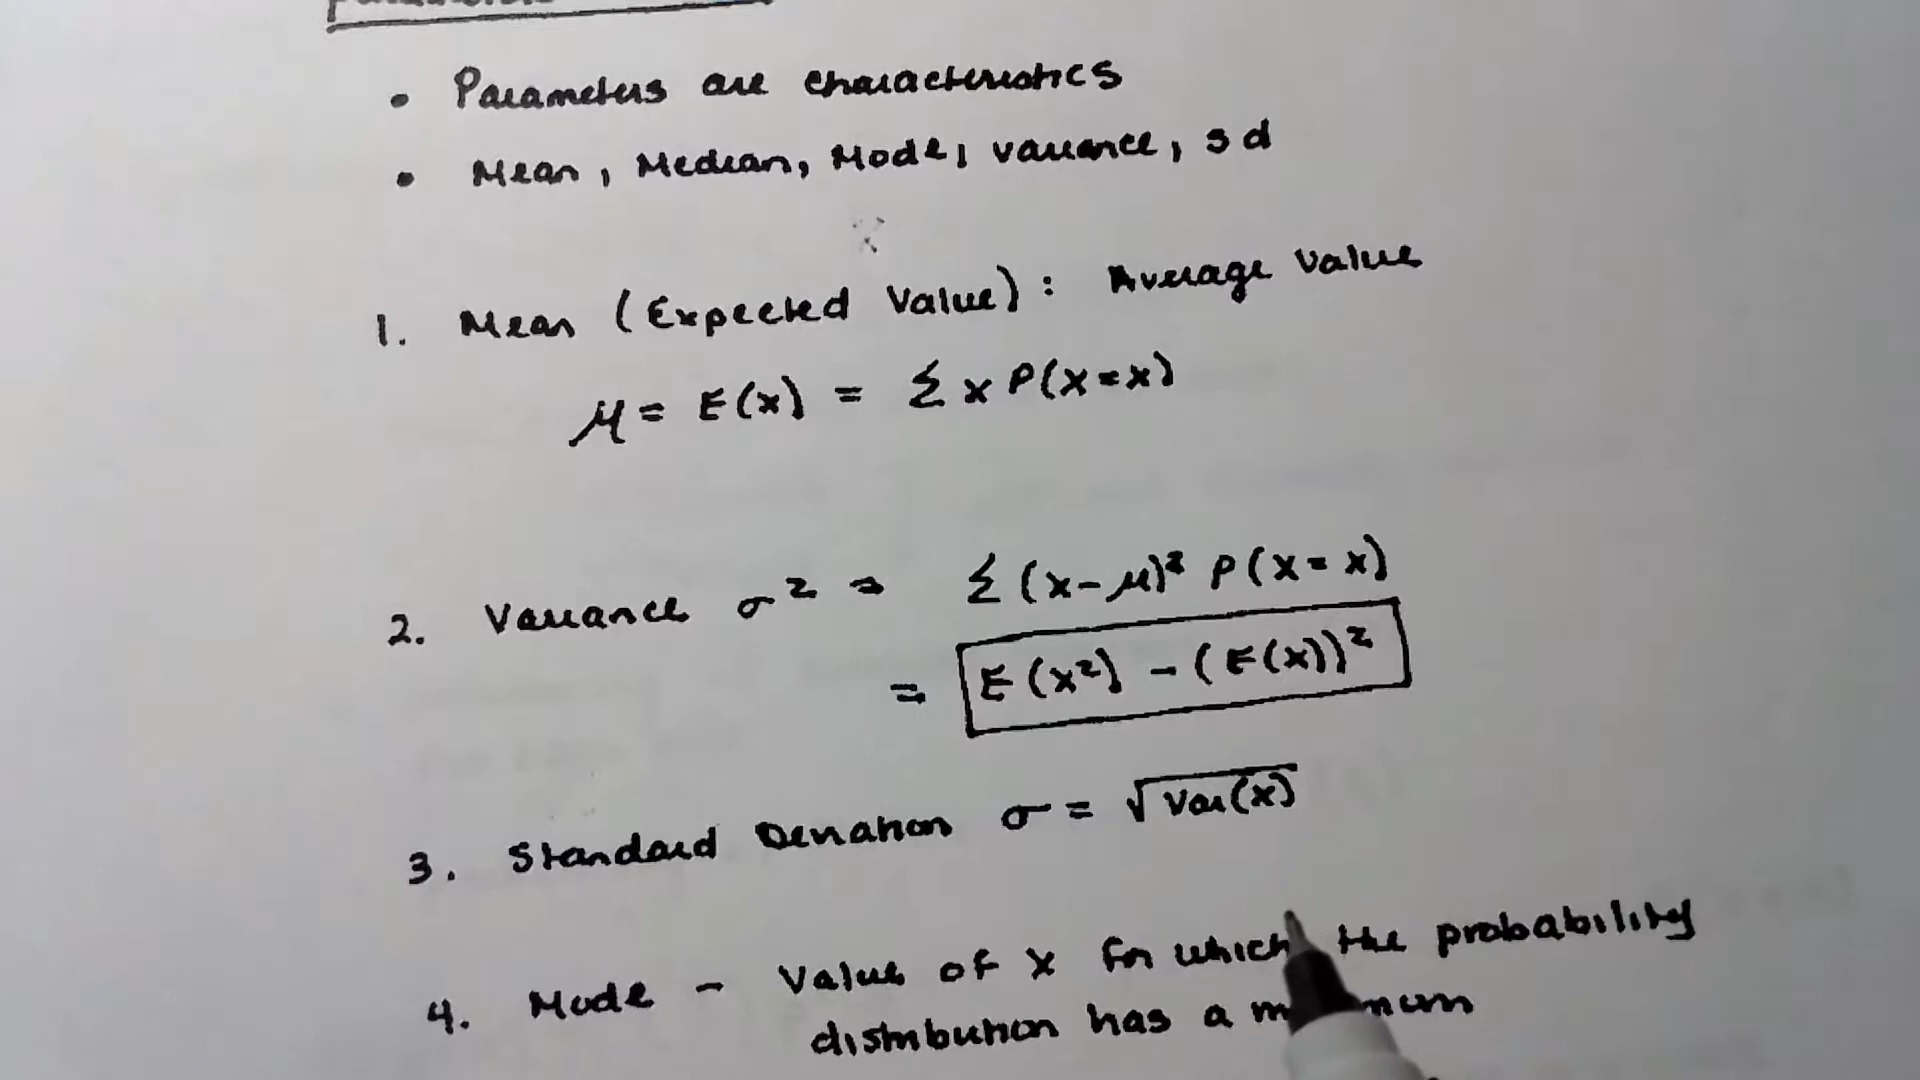 • Parameters are characteristics
• Mean, Median, Mode, variance, sd
1. Mean (Expected Value): Average value
μ = E(x) = Σ x P(X=x)
2. Variance σ² = Σ (x-μ)² P(X=x)
= E(x²) - (E(x))²
3. Standard Deviation σ = √Var(x)
4. Mode - Value of x for which the probability
distribution has a